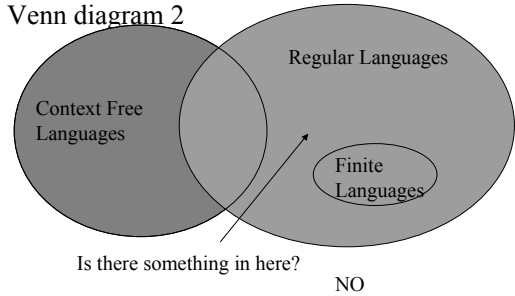 Venn diagram 2
Regular Languages
Context Free
Languages
Finite
Languages
Is there something in here?
NO